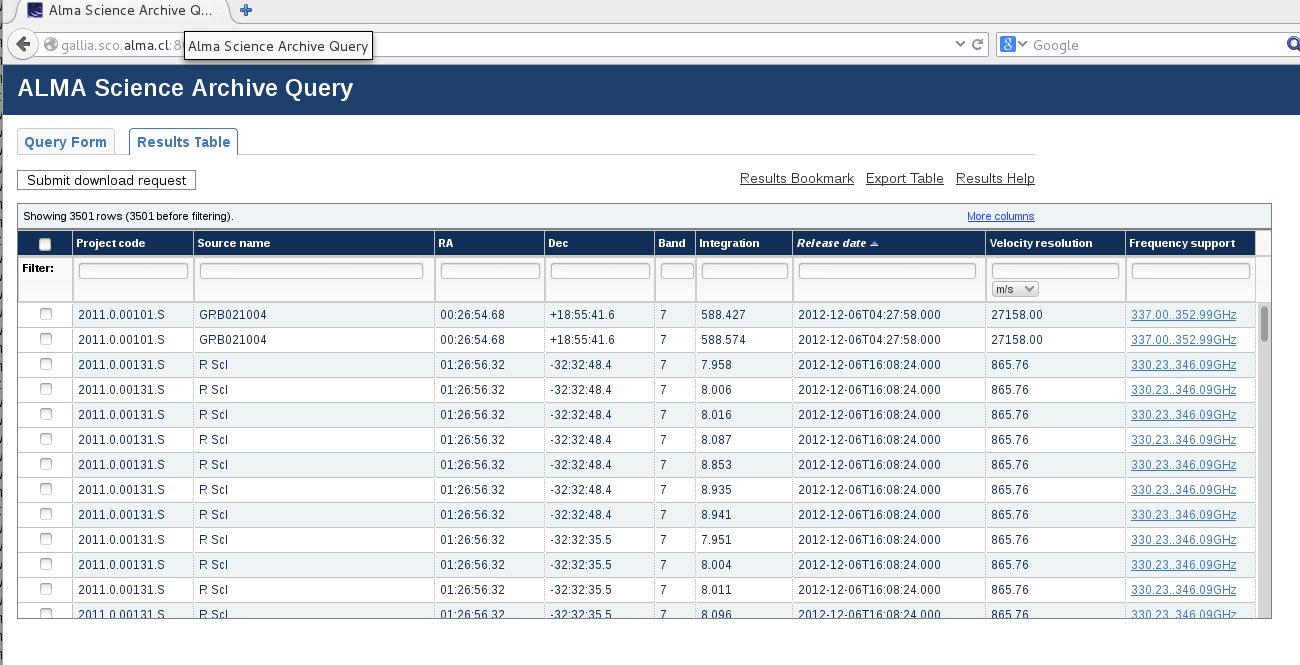 Alma Science Archive Q...
gallia.sco.alma.cl:8 Alma Science Archive Query Google
ALMA Science Archive Query
Query Form Results Table
Submit download request Results Bookmark Export Table Results Help
Showing 3501 rows (3501 before filtering). More columns
Project code Source name RA Dec Band Integration Release date Velocity resolution Frequency support
Filter:
m/s
2011.0.00101.S GRB021004 00:26:54.68 +18:55:41.6 7 588.427 2012-12-06T04:27:58.000 27158.00 337.00..352.99GHz
2011.0.00101.S GRB021004 00:26:54.68 +18:55:41.6 7 588.574 2012-12-06T04:27:58.000 27158.00 337.00..352.99GHz
2011.0.00131.S R Scl 01:26:56.32 -32:32:48.4 7 7.958 2012-12-06T16:08:24.000 865.76 330.23..346.09GHz
2011.0.00131.S R Scl 01:26:56.32 -32:32:48.4 7 8.006 2012-12-06T16:08:24.000 865.76 330.23..346.09GHz
2011.0.00131.S R Scl 01:26:56.32 -32:32:48.4 7 8.016 2012-12-06T16:08:24.000 865.76 330.23..346.09GHz
2011.0.00131.S R Scl 01:26:56.32 -32:32:48.4 7 8.087 2012-12-06T16:08:24.000 865.76 330.23..346.09GHz
2011.0.00131.S R Scl 01:26:56.32 -32:32:48.4 7 8.853 2012-12-06T16:08:24.000 865.76 330.23..346.09GHz
2011.0.00131.S R Scl 01:26:56.32 -32:32:48.4 7 8.935 2012-12-06T16:08:24.000 865.76 330.23..346.09GHz
2011.0.00131.S R Scl 01:26:56.32 -32:32:48.4 7 8.941 2012-12-06T16:08:24.000 865.76 330.23..346.09GHz
2011.0.00131.S R Scl 01:26:56.32 -32:32:35.5 7 7.951 2012-12-06T16:08:24.000 865.76 330.23..346.09GHz
2011.0.00131.S R Scl 01:26:56.32 -32:32:35.5 7 8.004 2012-12-06T16:08:24.000 865.76 330.23..346.09GHz
2011.0.00131.S R Scl 01:26:56.32 -32:32:35.5 7 8.011 2012-12-06T16:08:24.000 865.76 330.23..346.09GHz
2011.0.00131.S R Scl 01:26:56.32 -32:32:35.5 7 8.096 2012-12-06T16:08:24.000 865.76 330.23..346.09GHz